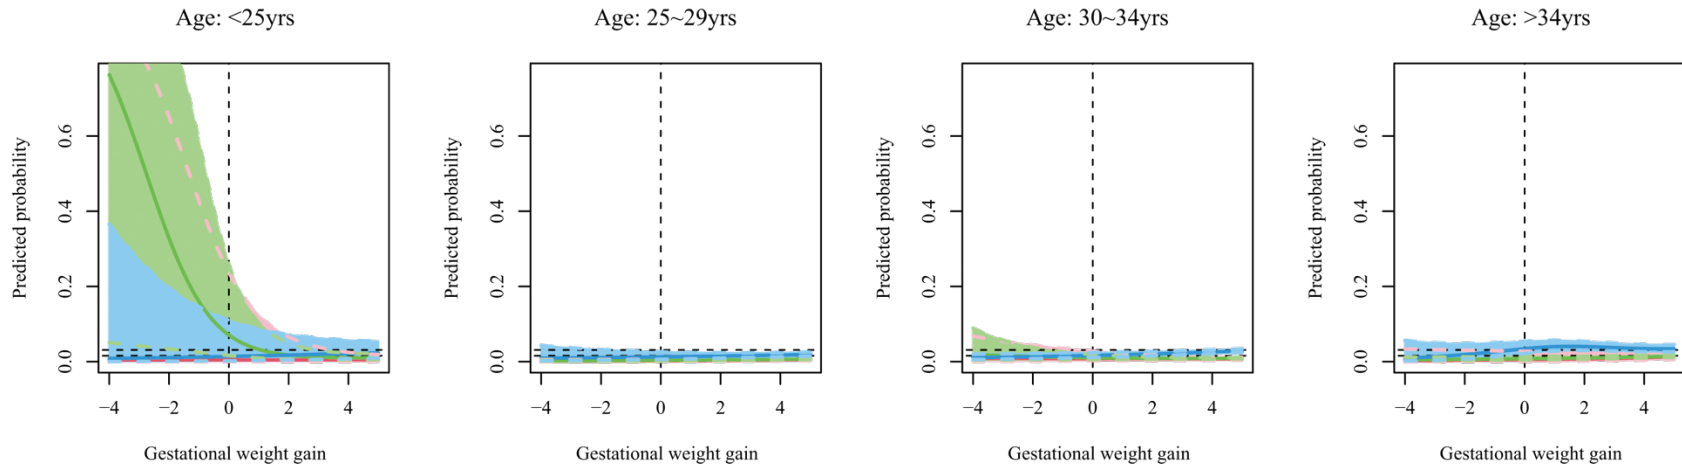 Age: <25yrs
Predicted probability
0.6
0.4
0.2
0.0
−4 −2 0 2 4
Gestational weight gain
Age: 25~29yrs
Predicted probability
0.6
0.4
0.2
0.0
−4 −2 0 2 4
Gestational weight gain
Age: 30~34yrs
Predicted probability
0.6
0.4
0.2
0.0
−4 −2 0 2 4
Gestational weight gain
Age: >34yrs
Predicted probability
0.6
0.4
0.2
0.0
−4 −2 0 2 4
Gestational weight gain